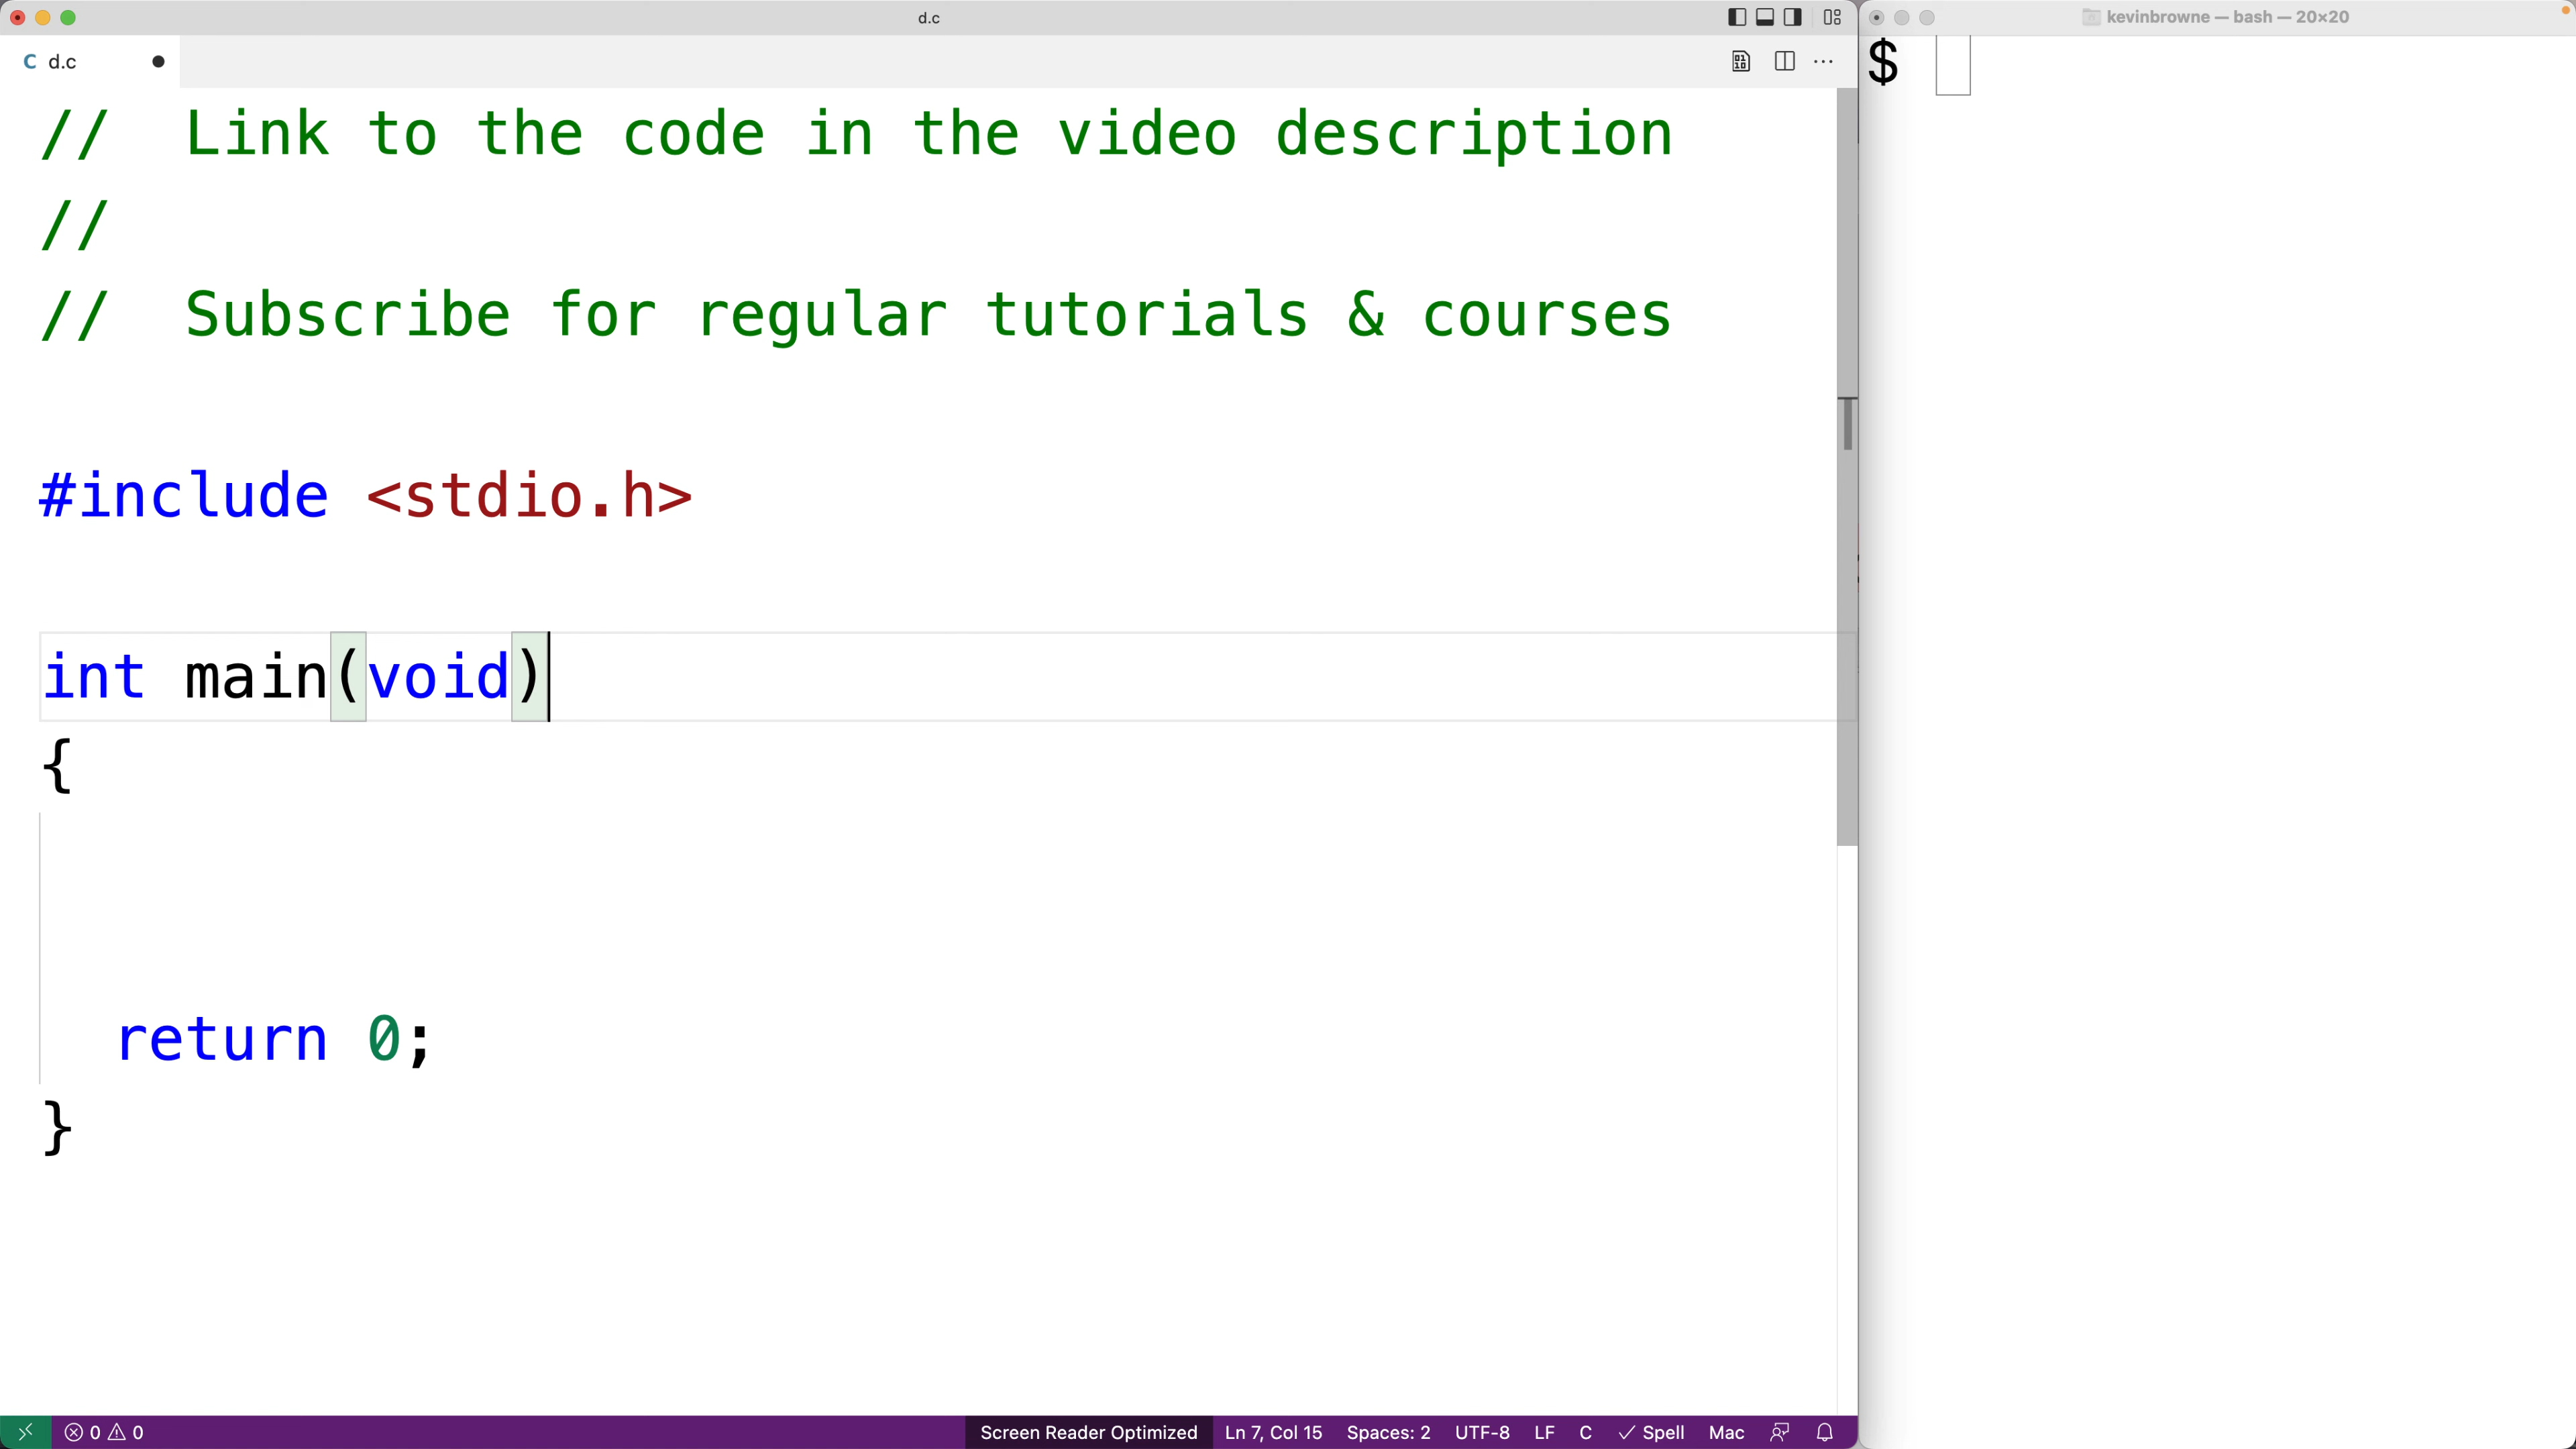 d.c
kevinbrowne — bash — 20×20
C d.c
$
//  Link to the code in the video description
//
//  Subscribe for regular tutorials & courses
#include <stdio.h>
int main(void)
{
  return 0;
}
0 0 Screen Reader Optimized Ln 7, Col 15 Spaces: 2 UTF-8 LF C Spell Mac